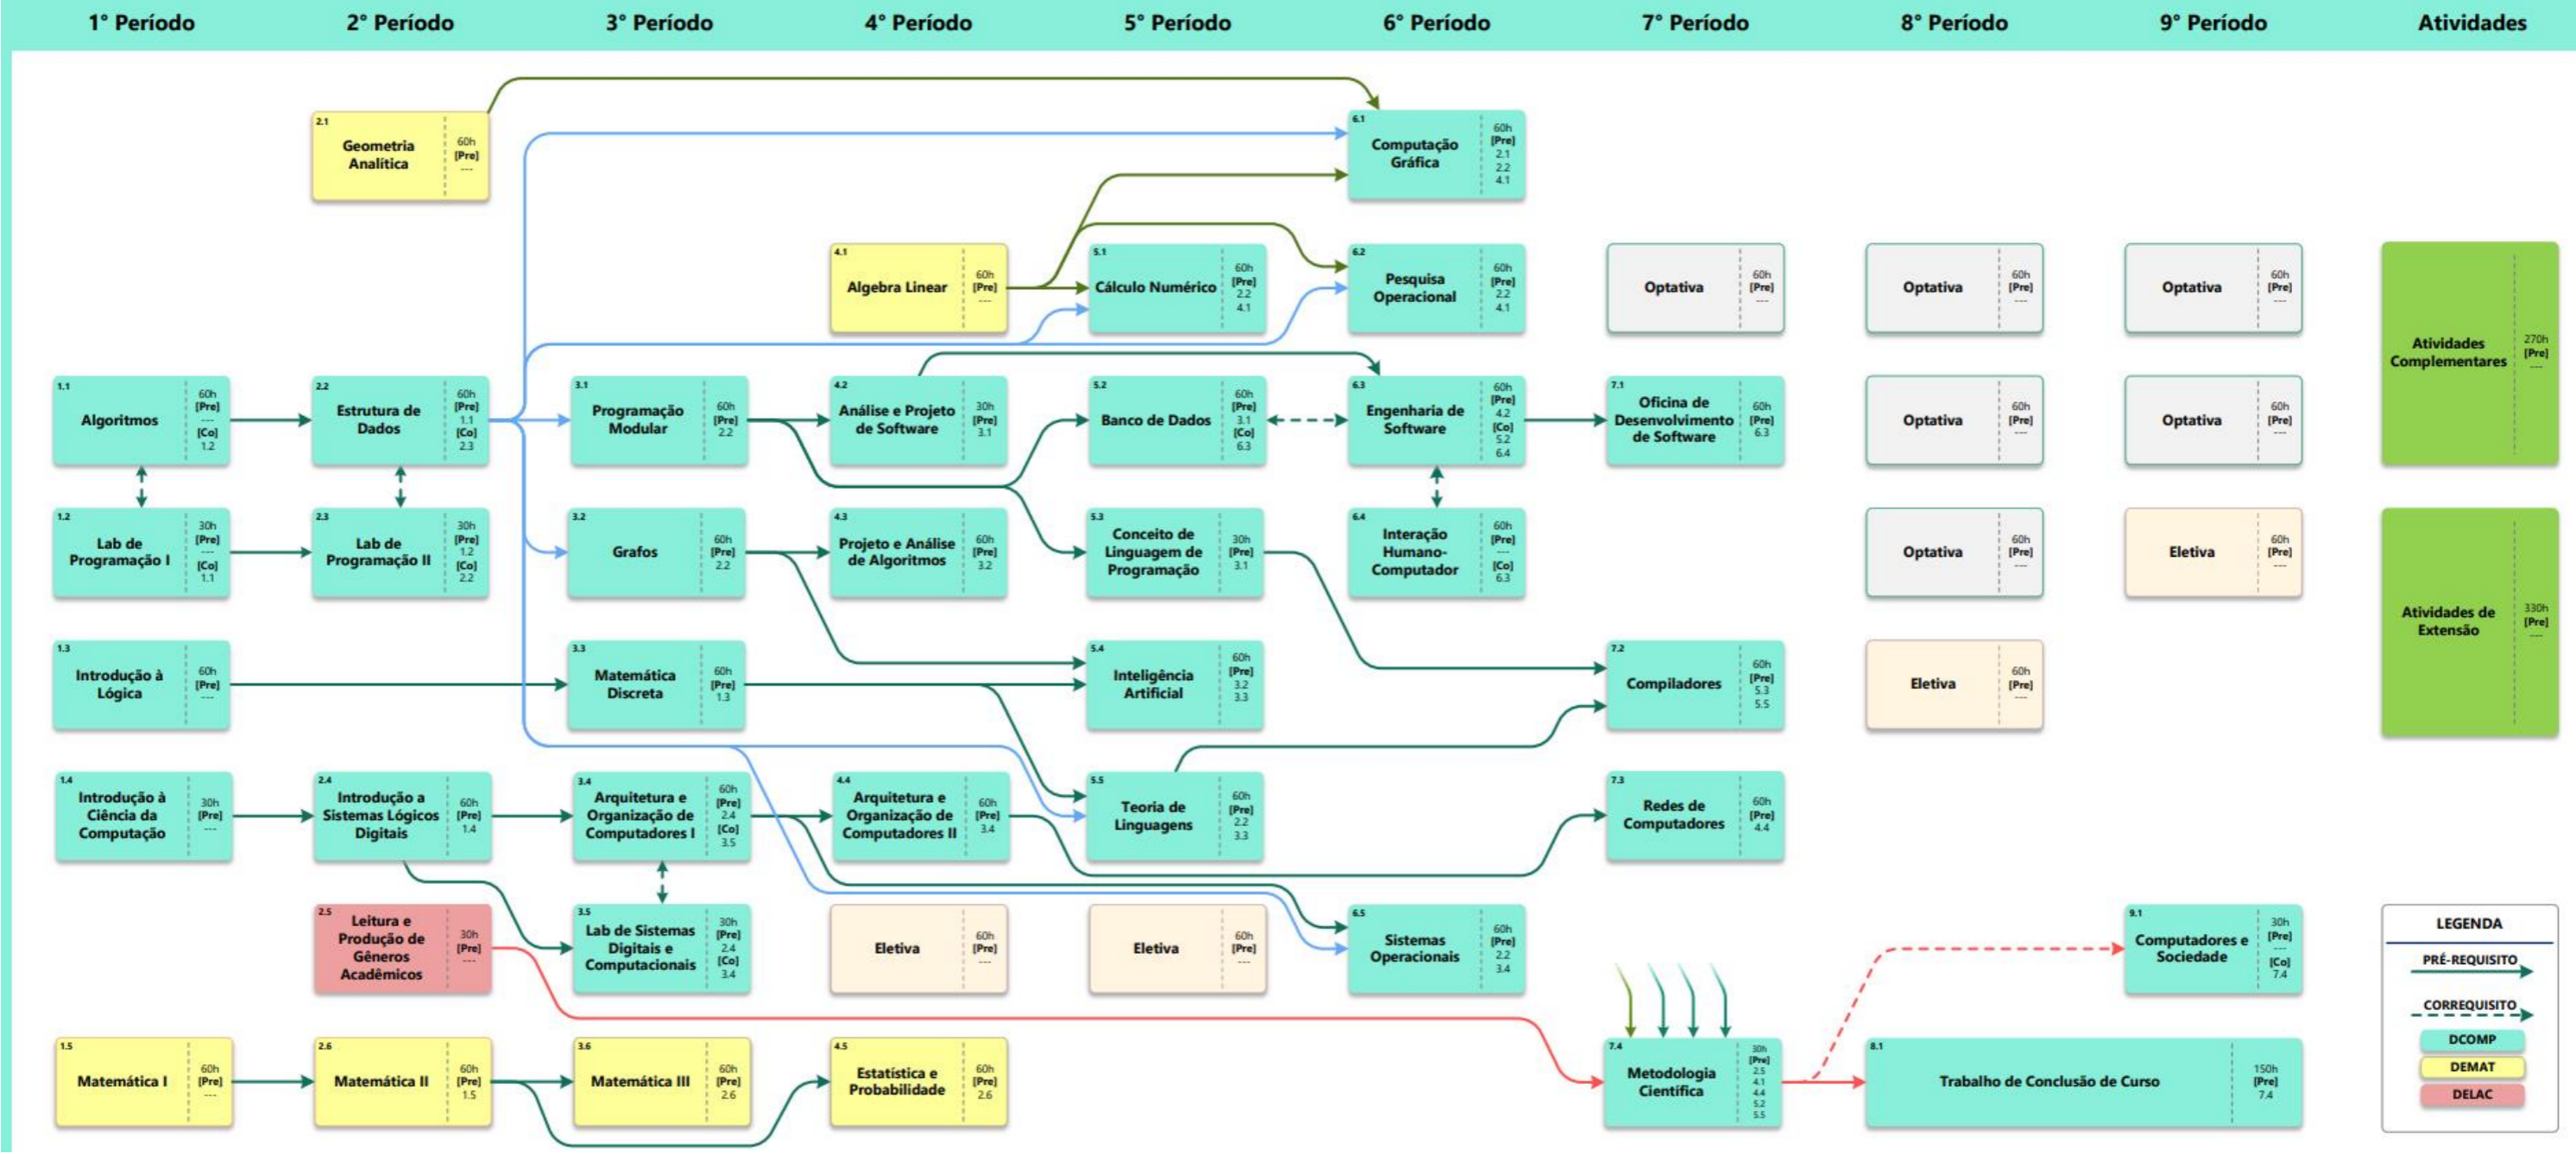 1° Período
2° Período
3° Período
4° Período
5° Período
6° Período
7° Período
8° Período
9° Período
Atividades
2.1
Geometria
Analítica
60h
[Pre]
---
6.1
Computação
Gráfica
60h
[Pre]
2.1
2.2
4.1
4.1
Algebra Linear
60h
[Pre]
---
5.1
Cálculo Numérico
60h
[Pre]
2.2
4.1
6.2
Pesquisa
Operacional
60h
[Pre]
2.2
4.1
Optativa
60h
[Pre]
---
Optativa
60h
[Pre]
---
Optativa
60h
[Pre]
---
Atividades
Complementares
270h
[Pre]
---
1.1
Algoritmos
60h
[Pre]
---
[Co]
1.2
2.2
Estrutura de
Dados
60h
[Pre]
1.1
[Co]
2.3
3.1
Programação
Modular
60h
[Pre]
2.2
4.2
Análise e Projeto
de Software
30h
[Pre]
3.1
5.2
Banco de Dados
60h
[Pre]
3.1
[Co]
6.3
6.3
Engenharia de
Software
60h
[Pre]
4.2
[Co]
5.2
6.4
7.1
Oficina de
Desenvolvimento
de Software
60h
[Pre]
6.3
Optativa
60h
[Pre]
---
Optativa
60h
[Pre]
---
1.2
Lab de
Programação I
30h
[Pre]
---
[Co]
1.1
2.3
Lab de
Programação II
30h
[Pre]
1.2
[Co]
2.2
3.2
Grafos
60h
[Pre]
2.2
4.3
Projeto e Análise
de Algoritmos
60h
[Pre]
3.2
5.3
Conceito de
Linguagem de
Programação
30h
[Pre]
3.1
6.4
Interação
Humano-
Computador
60h
[Pre]
---
[Co]
6.3
Optativa
60h
[Pre]
---
Eletiva
60h
[Pre]
---
Atividades de
Extensão
330h
[Pre]
---
1.3
Introdução à
Lógica
60h
[Pre]
---
3.3
Matemática
Discreta
60h
[Pre]
1.3
5.4
Inteligência
Artificial
60h
[Pre]
3.2
3.3
7.2
Compiladores
60h
[Pre]
5.3
5.5
Eletiva
60h
[Pre]
---
1.4
Introdução à
Ciência da
Computação
30h
[Pre]
---
2.4
Introdução a
Sistemas Lógicos
Digitais
60h
[Pre]
1.4
3.4
Arquitetura e
Organização de
Computadores I
60h
[Pre]
2.4
[Co]
3.5
4.4
Arquitetura e
Organização de
Computadores II
60h
[Pre]
3.4
5.5
Teoria de
Linguagens
60h
[Pre]
2.2
3.3
7.3
Redes de
Computadores
60h
[Pre]
4.4
2.5
Leitura e
Produção de
Gêneros
Acadêmicos
30h
[Pre]
---
3.5
Lab de Sistemas
Digitais e
Computacionais
30h
[Pre]
2.4
[Co]
3.4
Eletiva
60h
[Pre]
---
Eletiva
60h
[Pre]
---
6.5
Sistemas
Operacionais
60h
[Pre]
2.2
3.4
9.1
Computadores e
Sociedade
30h
[Pre]
---
[Co]
7.4
1.5
Matemática I
60h
[Pre]
---
2.6
Matemática II
60h
[Pre]
1.5
3.6
Matemática III
60h
[Pre]
2.6
4.5
Estatística e
Probabilidade
60h
[Pre]
2.6
7.4
Metodologia
Científica
30h
[Pre]
2.5
4.1
4.4
5.2
5.5
8.1
Trabalho de Conclusão de Curso
150h
[Pre]
7.4
LEGENDA
PRÉ-REQUISITO
CORREQUISITO
DCOMP
DEMAT
DELAC